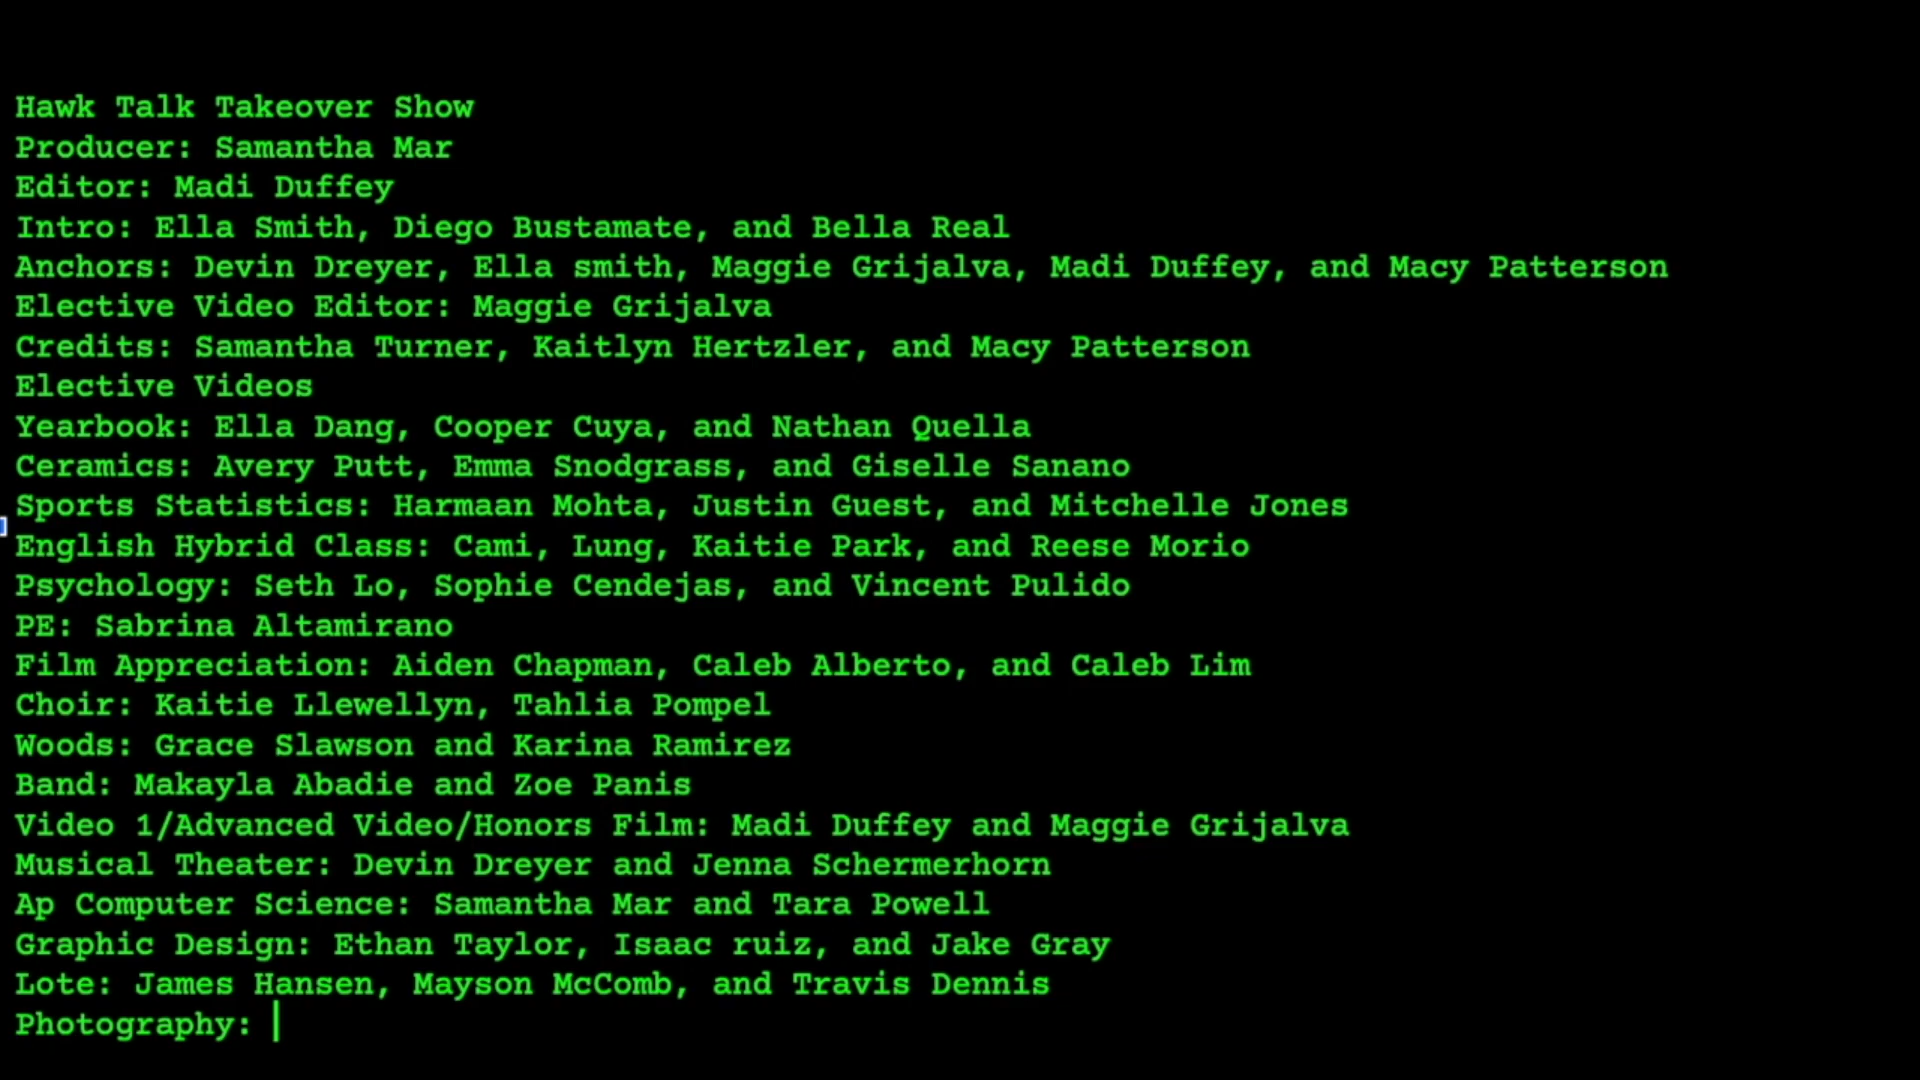 Hawk Talk Takeover Show
Producer: Samantha Mar
Editor: Madi Duffey
Intro: Ella Smith, Diego Bustamate, and Bella Real
Anchors: Devin Dreyer, Ella smith, Maggie Grijalva, Madi Duffey, and Macy Patterson
Elective Video Editor: Maggie Grijalva
Credits: Samantha Turner, Kaitlyn Hertzler, and Macy Patterson
Elective Videos
Yearbook: Ella Dang, Cooper Cuya, and Nathan Quella
Ceramics: Avery Putt, Emma Snodgrass, and Giselle Sanano
Sports Statistics: Harmaan Mohta, Justin Guest, and Mitchelle Jones
English Hybrid Class: Cami, Lung, Kaitie Park, and Reese Morio
Psychology: Seth Lo, Sophie Cendejas, and Vincent Pulido
PE: Sabrina Altamirano
Film Appreciation: Aiden Chapman, Caleb Alberto, and Caleb Lim
Choir: Kaitie Llewellyn, Tahlia Pompel
Woods: Grace Slawson and Karina Ramirez
Band: Makayla Abadie and Zoe Panis
Video 1/Advanced Video/Honors Film: Madi Duffey and Maggie Grijalva
Musical Theater: Devin Dreyer and Jenna Schermerhorn
Ap Computer Science: Samantha Mar and Tara Powell
Graphic Design: Ethan Taylor, Isaac ruiz, and Jake Gray
Lote: James Hansen, Mayson McComb, and Travis Dennis
Photography: